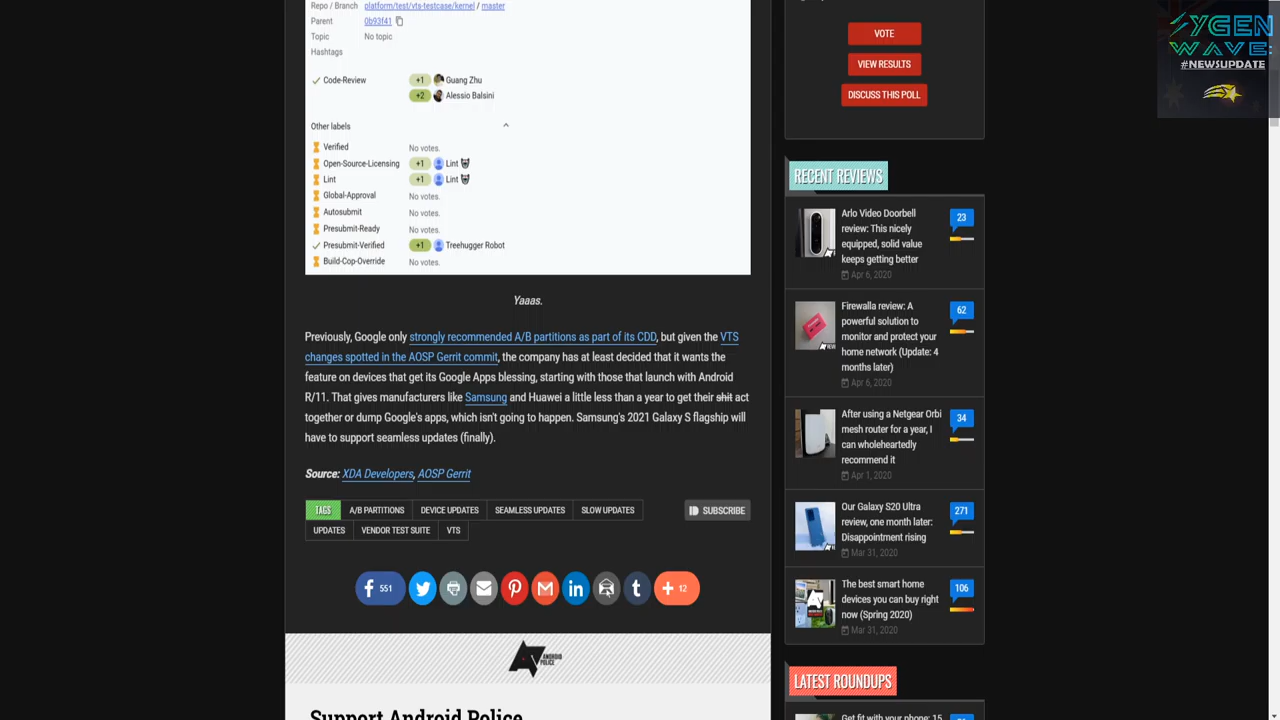 Repo / Branch platform/test/vts-testcase/kernel / master
Parent 0b93f41
Topic No topic
Hashtags
Code-Review +1 Guang Zhu
+2 Alessio Balsini
Other labels
Verified No votes.
Open-Source-Licensing +1 Lint
Lint +1 Lint
Global-Approval No votes.
Autosubmit No votes.
Presubmit-Ready No votes.
Presubmit-Verified +1 Treehugger Robot
Build-Cop-Override No votes.
Yaaas.
Previously, Google only strongly recommended A/B partitions as part of its CDD, but given the VTS
changes spotted in the AOSP Gerrit commit, the company has at least decided that it wants the
feature on devices that get its Google Apps blessing, starting with those that launch with Android
R/11. That gives manufacturers like Samsung and Huawei a little less than a year to get their shit act
together or dump Google's apps, which isn't going to happen. Samsung's 2021 Galaxy S flagship will
have to support seamless updates (finally).
Source: XDA Developers, AOSP Gerrit
TAGS A/B PARTITIONS DEVICE UPDATES SEAMLESS UPDATES SLOW UPDATES
SUBSCRIBE
UPDATES VENDOR TEST SUITE VTS
551
+ 12
ANDROID
POLICE
Support Android Police
VOTE
VIEW RESULTS
DISCUSS THIS POLL
RECENT REVIEWS
Arlo Video Doorbell
review: This nicely
equipped, solid value
keeps getting better
Apr 6, 2020
23
Firewalla review: A
powerful solution to
monitor and protect your
home network (Update: 4
months later)
Apr 6, 2020
62
After using a Netgear Orbi
mesh router for a year, I
can wholeheartedly
recommend it
Apr 1, 2020
34
Our Galaxy S20 Ultra
review, one month later:
Disappointment rising
Mar 31, 2020
271
The best smart home
devices you can buy right
now (Spring 2020)
Mar 31, 2020
106
LATEST ROUNDUPS
Get fit with your phone: 15
YGEN
WAVE:
#NEWSUPDATE